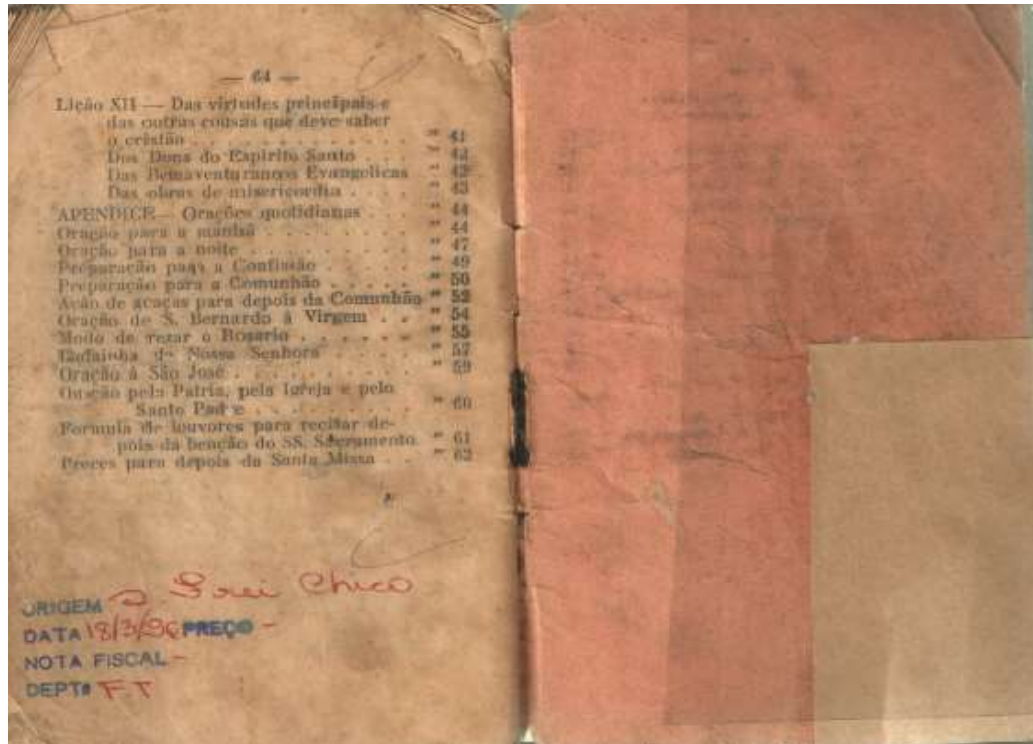 — 64 —
Lição XII — Das virtudes principais e
das outras cousas que deve saber
o cristão . . . . . . . . . . . . " 41
Dos Dons do Espirito Santo . . . " 42
Das Bemaventuranças Evangelicas " 42
Das obras de misericordia . . . . " 43
APENDICE — Orações quotidianas . . . " 44
Oração para a manhã . . . . . . . . " 44
Oração para a noite . . . . . . . . . " 47
Preparação para a Confissão . . . . . " 49
Preparação para a Comunhão . . . . . " 50
Ação de acaças para depois da Comunhão " 52
Oração de S. Bernardo á Virgem . . " 54
Modo de rezar o Rosario . . . . . . " 55
Ladainha de Nossa Senhora . . . . " 57
Oração á São José . . . . . . . . . " 59
Oração pela Patria, pela Igreja e pelo
Santo Padre . . . . . . . . " 60
Formula de louvores para recitar de-
pois da benção do SS. Sacramento " 61
Preces para depois da Santa Missa . . " 62
ORIGEM Frei Chico
DATA 18/3/96 PREÇO -
NOTA FISCAL -
DEPTº FT